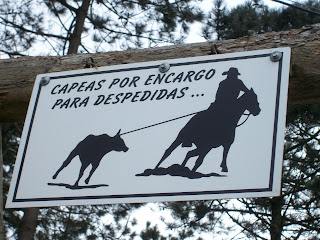 CAPEAS POR ENCARGO
PARA DESPEDIDAS ...